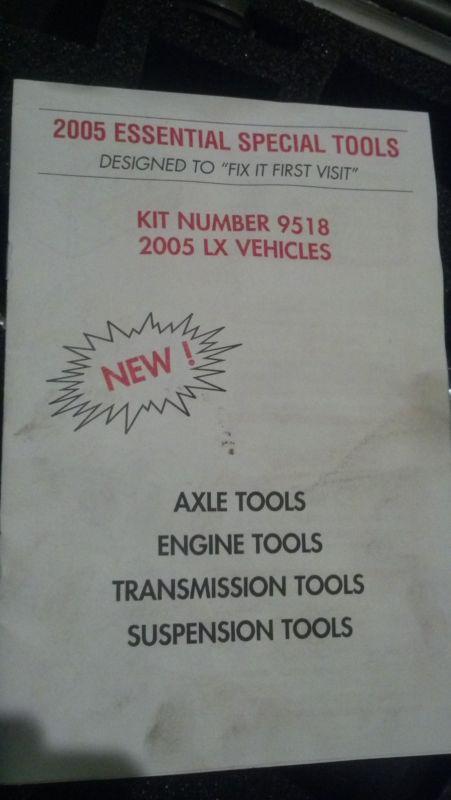 2005 ESSENTIAL SPECIAL TOOLS
DESIGNED TO "FIX IT FIRST VISIT"
KIT NUMBER 9518
2005 LX VEHICLES
NEW !
AXLE TOOLS
ENGINE TOOLS
TRANSMISSION TOOLS
SUSPENSION TOOLS